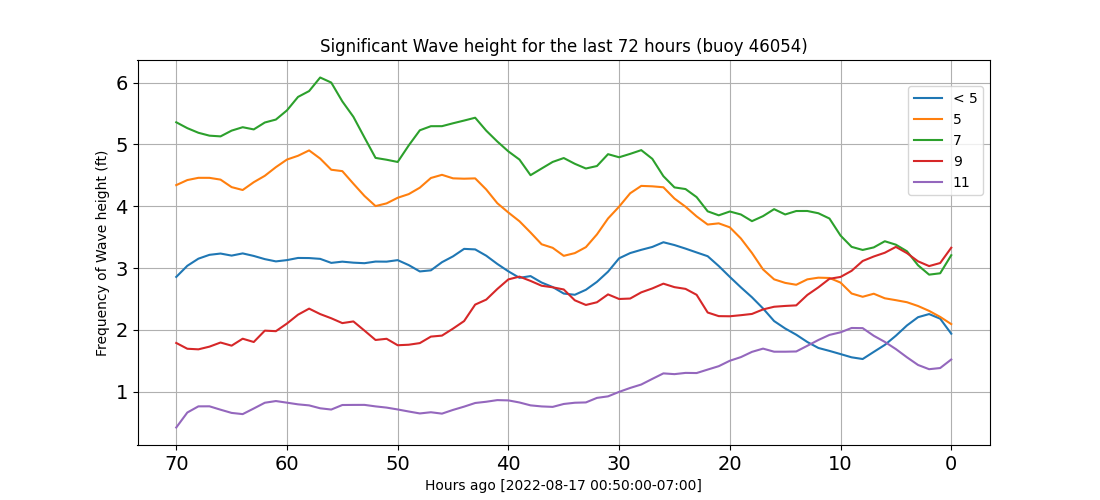 Significant Wave height for the last 72 hours (buoy 46054)
Frequency of Wave height (ft)
6
5
4
3
2
1
< 5
5
7
9
11
70 60 50 40 30 20 10 0
Hours ago [2022-08-17 00:50:00-07:00]